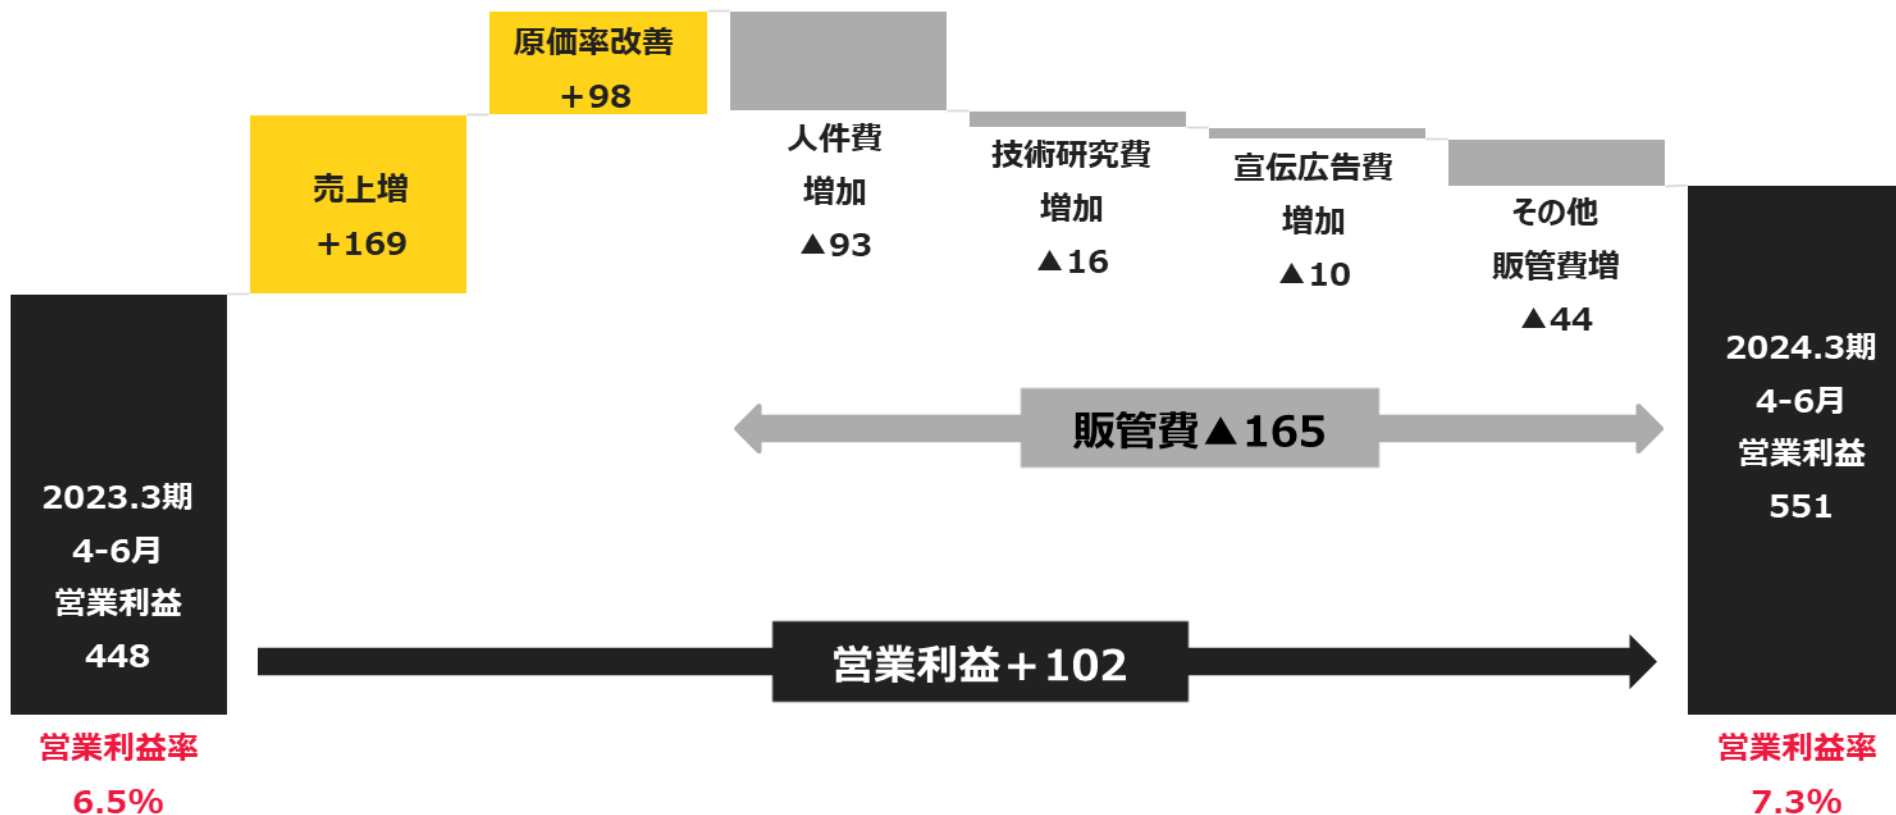 原価率改善
＋98
売上増
+169
人件費
増加
▲93
技術研究費
増加
▲16
宣伝広告費
増加
▲10
その他
販管費増
▲44
販管費▲165
2023.3期
4-6月
営業利益
448
営業利益＋102
2024.3期
4-6月
営業利益
551
営業利益率
6.5%
営業利益率
7.3%